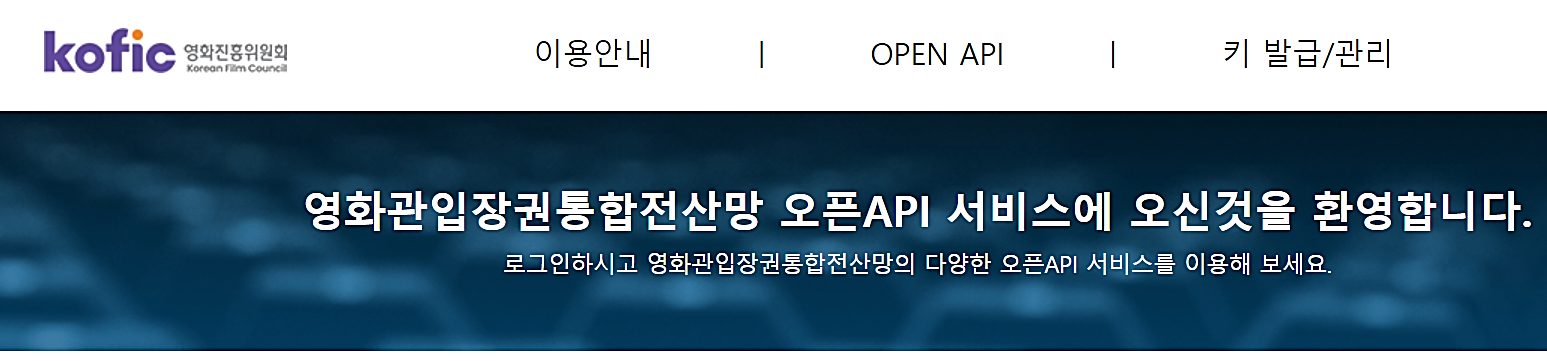 kofic 영화진흥위원회
Korean Film Council
이용안내 | OPEN API | 키 발급/관리
영화관입장권통합전산망 오픈API 서비스에 오신것을 환영합니다.
로그인하시고 영화관입장권통합전산망의 다양한 오픈API 서비스를 이용해 보세요.